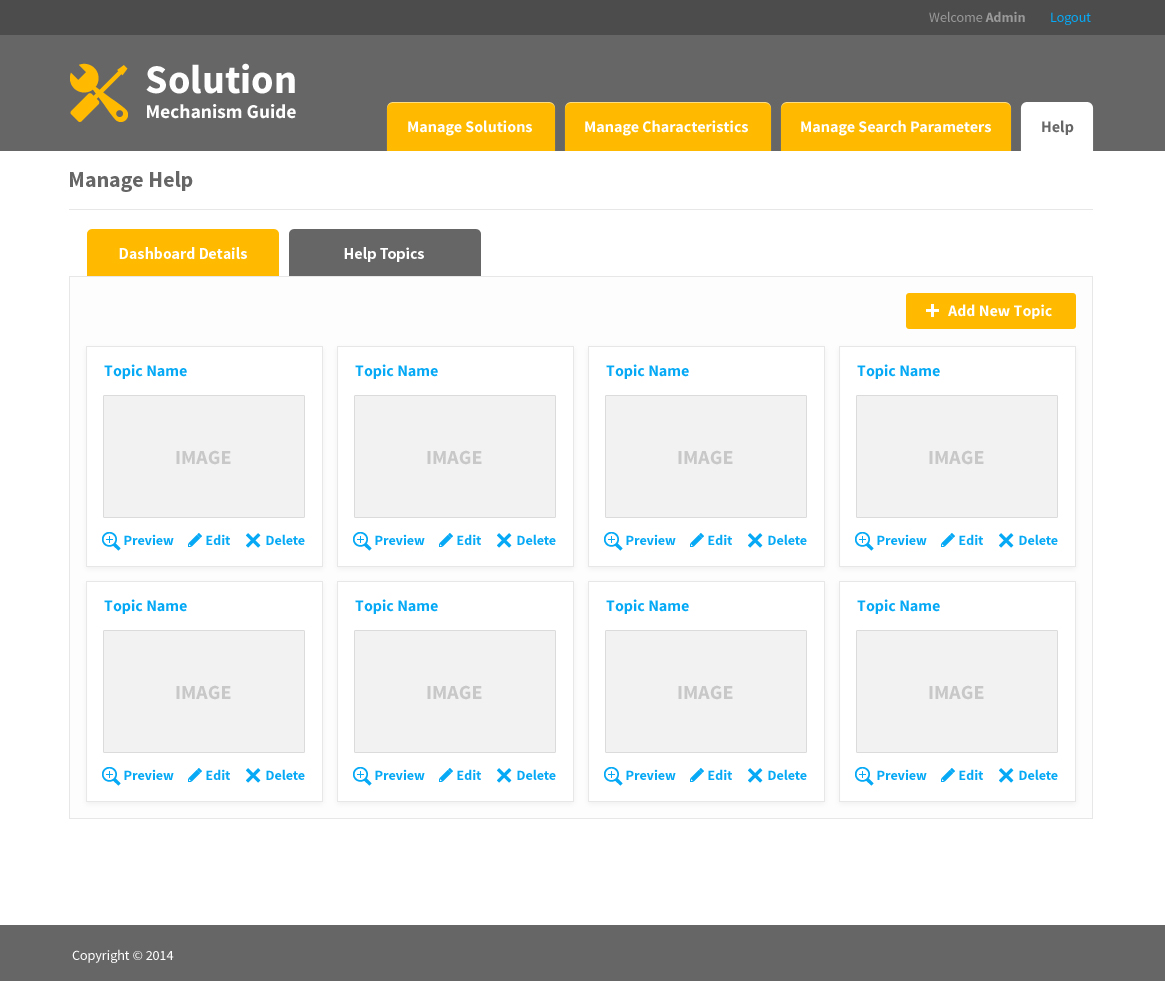 Welcome Admin Logout
Solution
Mechanism Guide
Manage Solutions Manage Characteristics Manage Search Parameters Help
Manage Help
Dashboard Details Help Topics
Add New Topic
Topic Name Topic Name Topic Name Topic Name
IMAGE IMAGE IMAGE IMAGE
Preview Edit Delete Preview Edit Delete Preview Edit Delete Preview Edit Delete
Topic Name Topic Name Topic Name Topic Name
IMAGE IMAGE IMAGE IMAGE
Preview Edit Delete Preview Edit Delete Preview Edit Delete Preview Edit Delete
Copyright © 2014